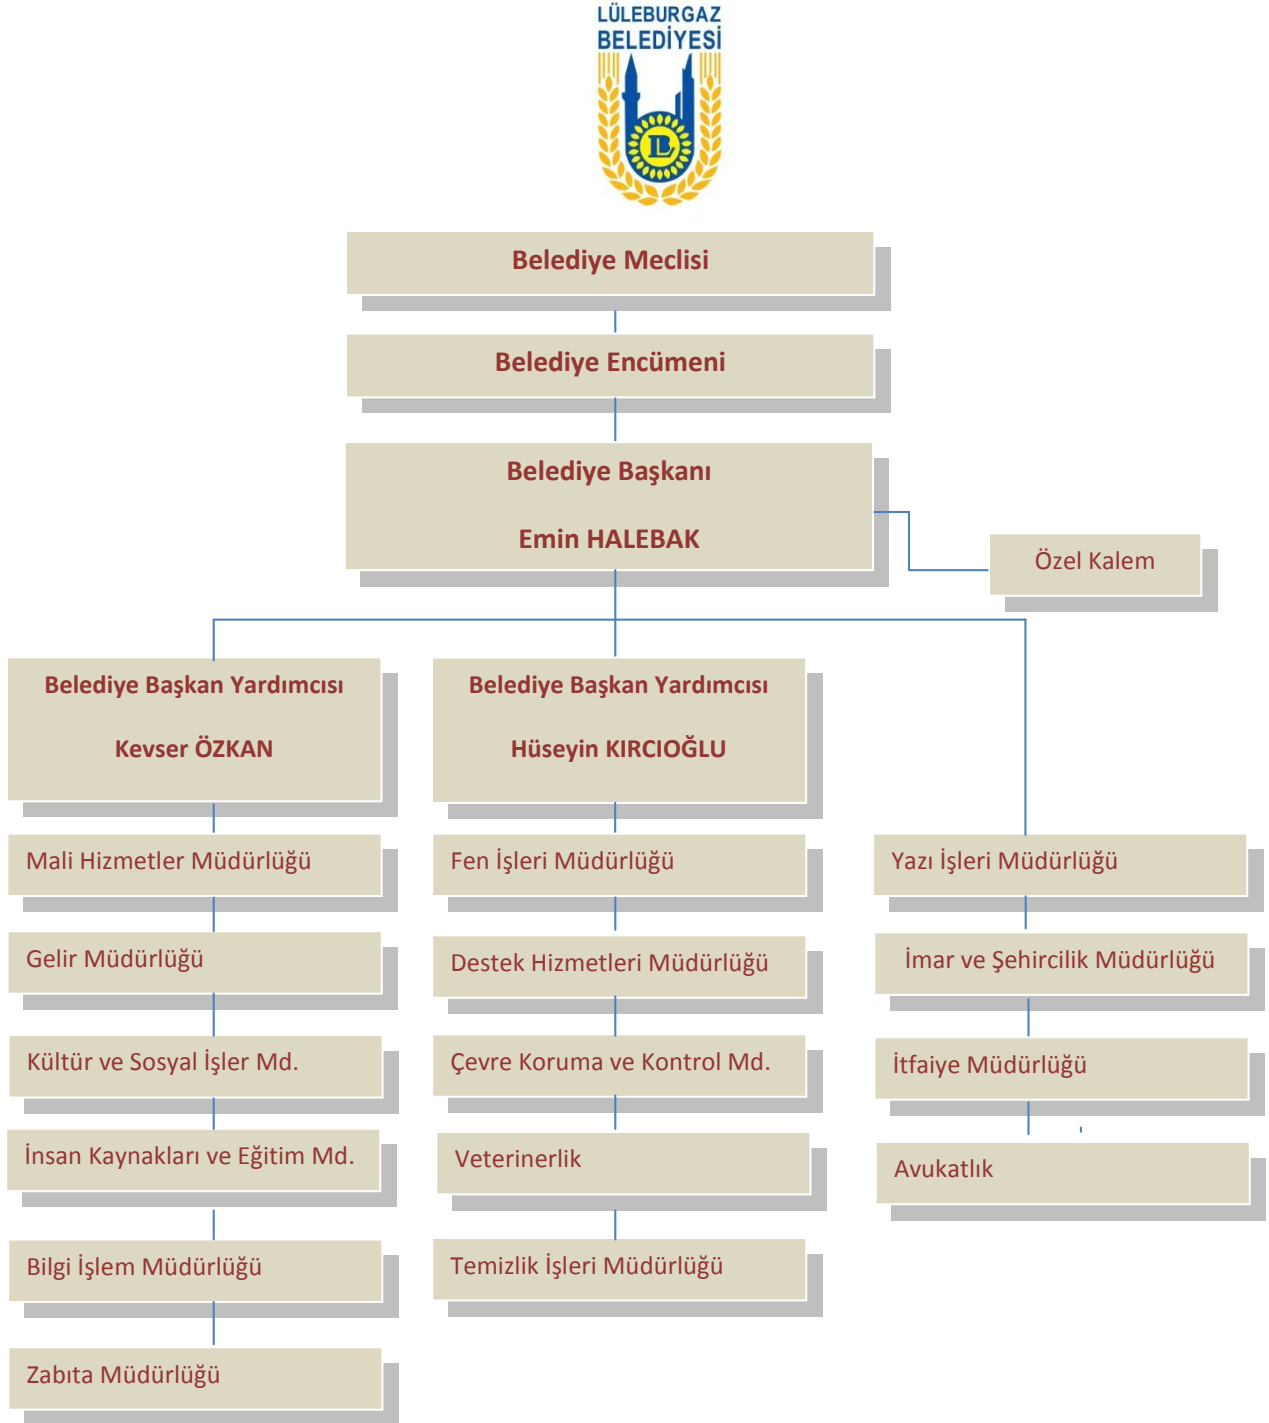 LÜLEBURGAZ
BELEDİYESİ
BL
Belediye Meclisi
Belediye Encümeni
Belediye Başkanı
Emin HALEBAK
Özel Kalem
Belediye Başkan Yardımcısı
Kevser ÖZKAN
Belediye Başkan Yardımcısı
Hüseyin KIRCIOĞLU
Mali Hizmetler Müdürlüğü
Fen İşleri Müdürlüğü
Yazı İşleri Müdürlüğü
Gelir Müdürlüğü
Destek Hizmetleri Müdürlüğü
İmar ve Şehircilik Müdürlüğü
Kültür ve Sosyal İşler Md.
Çevre Koruma ve Kontrol Md.
İtfaiye Müdürlüğü
İnsan Kaynakları ve Eğitim Md.
Veterinerlik
Avukatlık
Bilgi İşlem Müdürlüğü
Temizlik İşleri Müdürlüğü
Zabıta Müdürlüğü